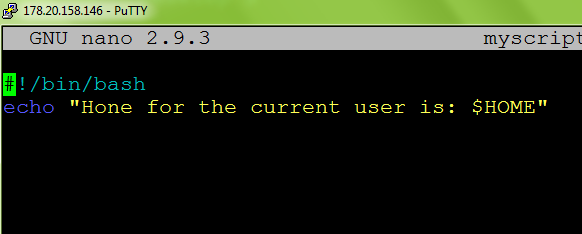 178.20.158.146 - PuTTY
GNU nano 2.9.3 myscript
#!/bin/bash
echo "Hone for the current user is: $HOME"